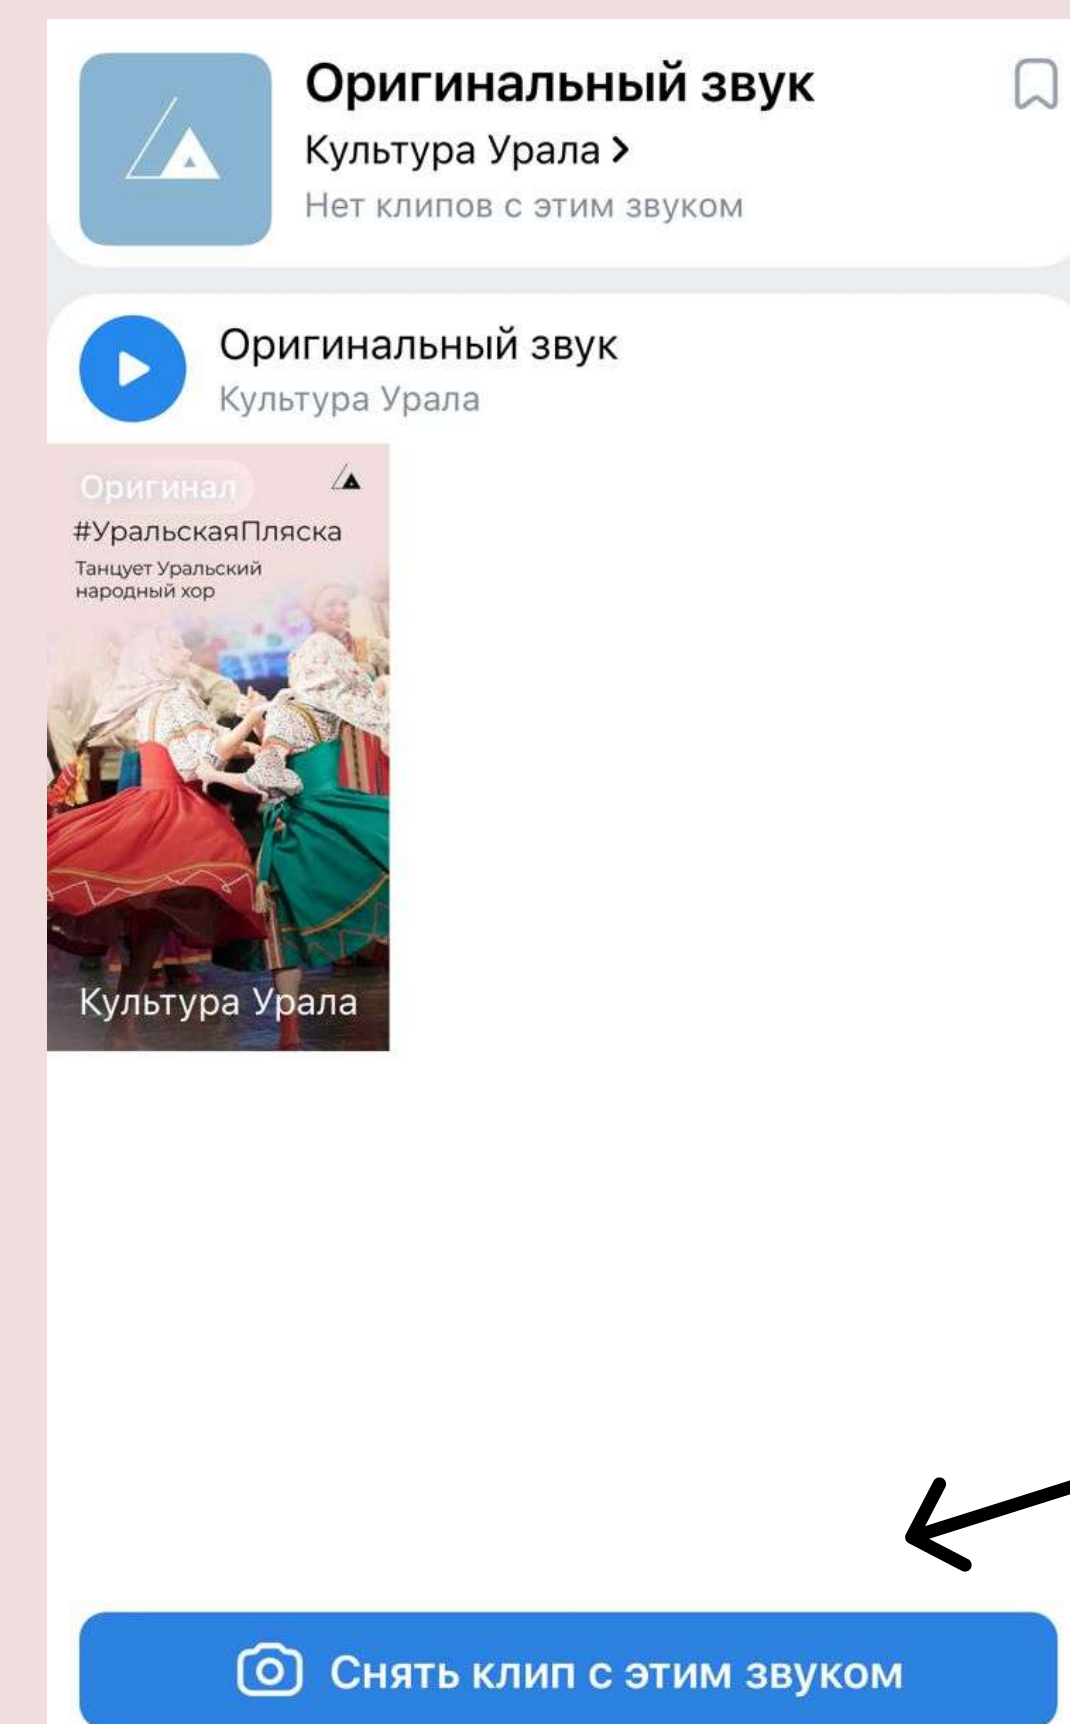 Оригинальный звук
Культура Урала
Нет клипов с этим звуком
Оригинальный звук
Культура Урала
Оригинал
#УральскаяПляска
Танцует Уральский
народный хор
Культура Урала
Снять клип с этим звуком